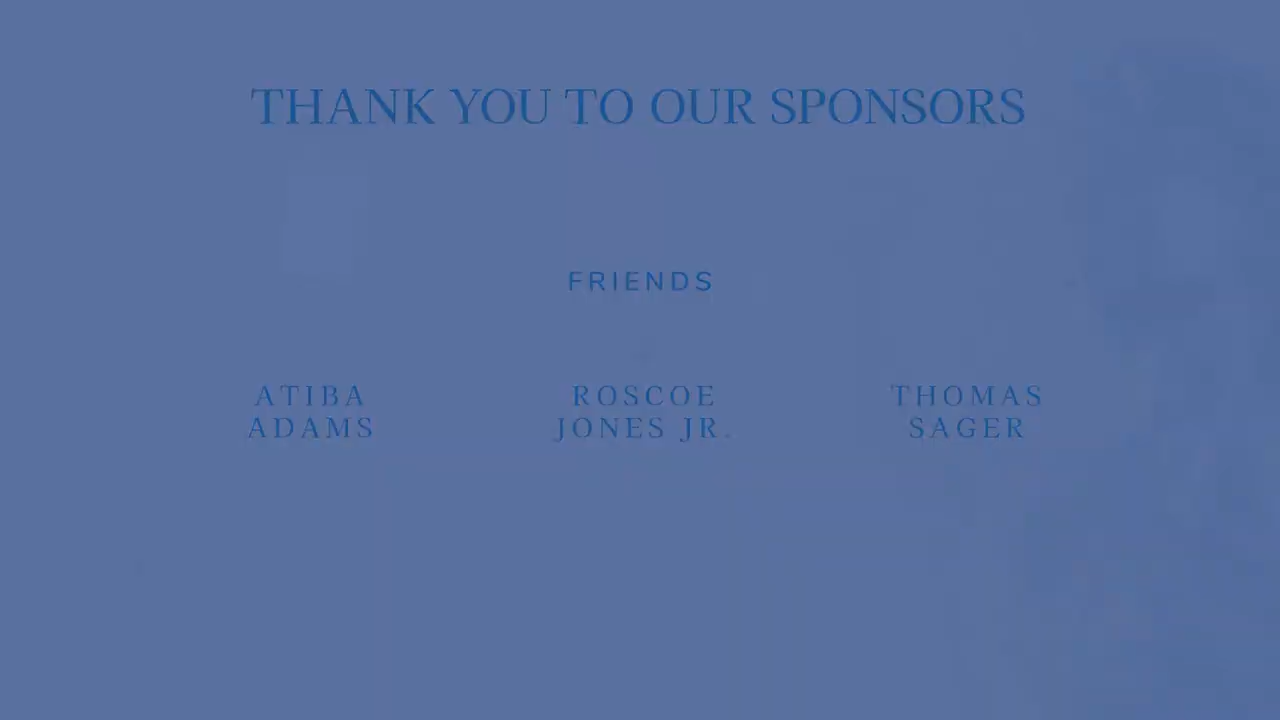 THANK YOU TO OUR SPONSORS
FRIENDS
ATIBA
ADAMS
ROSCOE
JONES JR.
THOMAS
SAGER